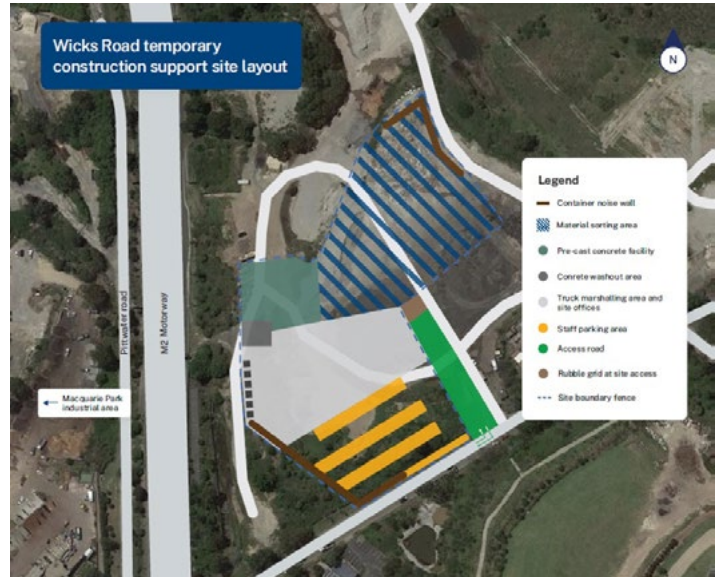 Wicks Road temporary
construction support site layout
N
Legend
Container noise wall
Material sorting area
Pre-cast concrete facility
Conrete washout area
Truck marshalling area and
site offices
Staff parking area
Access road
Rubble grid at site access
Site boundary fence
Pittwater road
M2 Motorway
Macquarie Park
industrial area